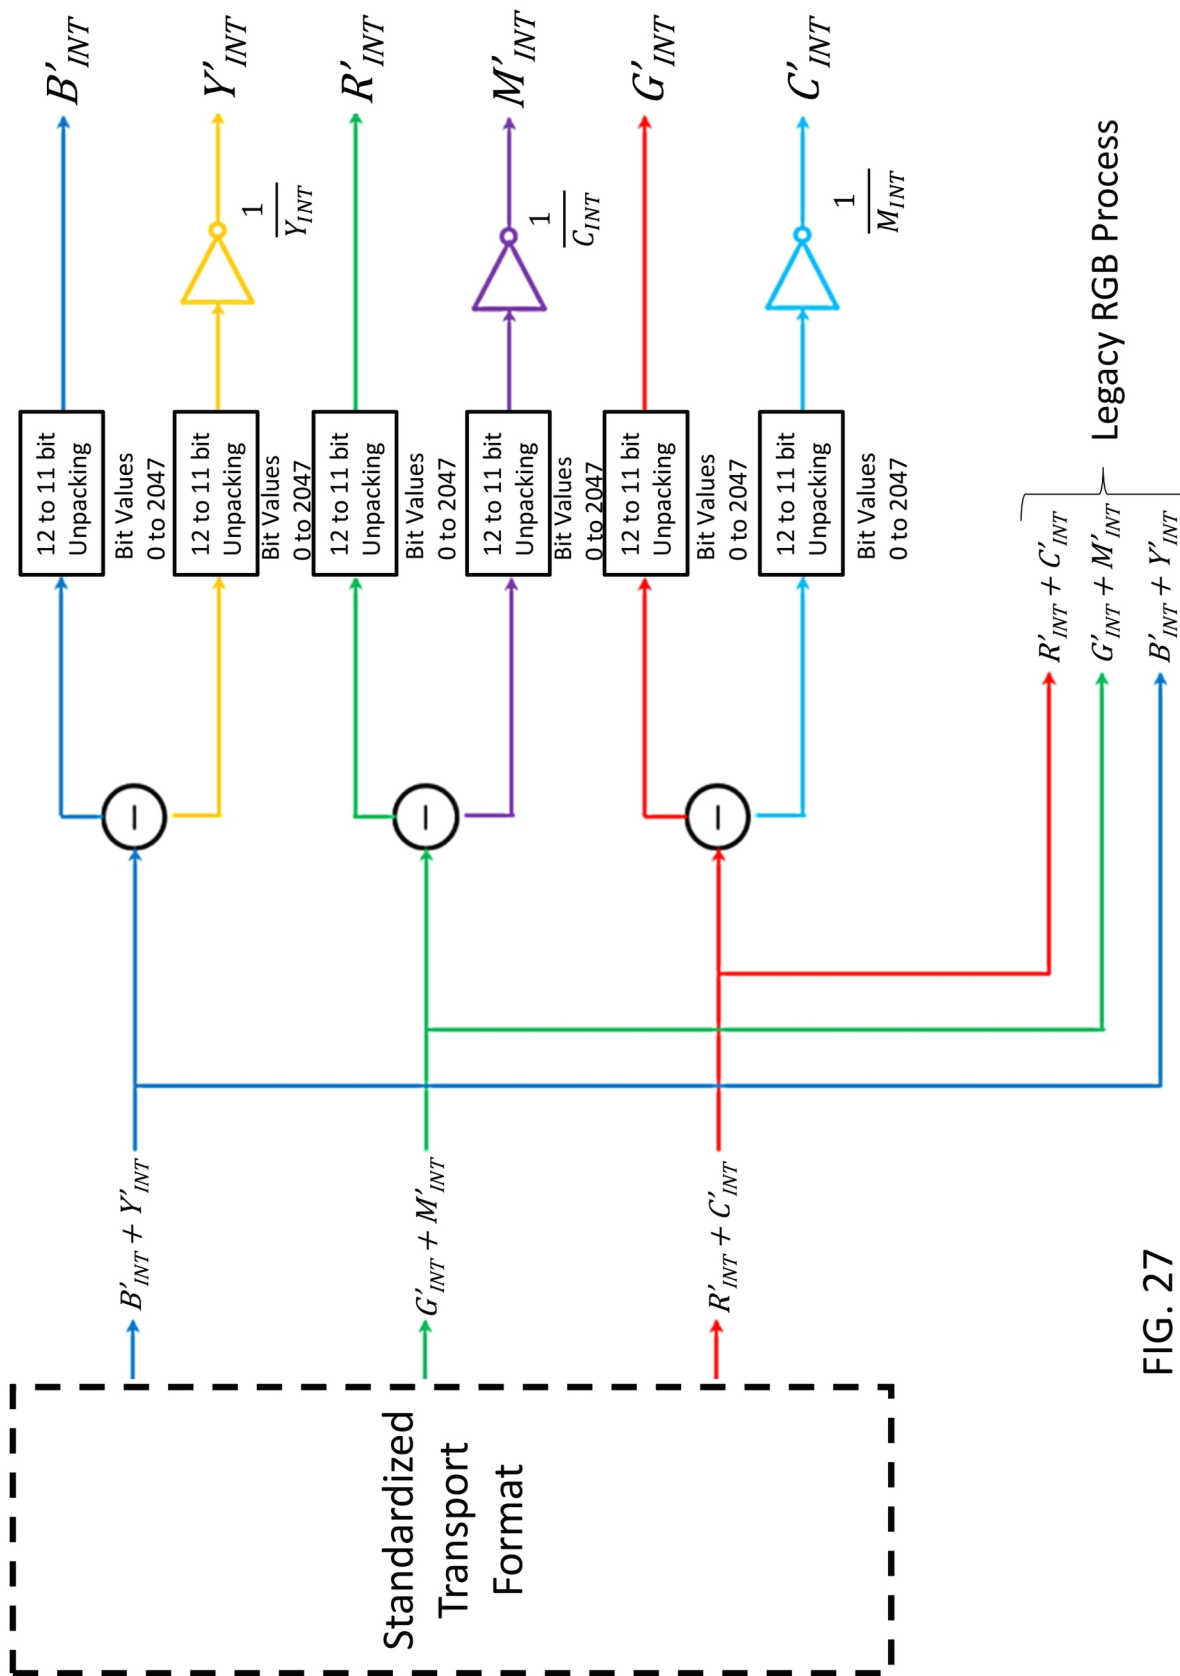 Standardized
Transport
Format
B'INT + Y'INT
G'INT + M'INT
R'INT + C'INT
−
−
−
12 to 11 bit
Unpacking
Bit Values
0 to 2047
12 to 11 bit
Unpacking
Bit Values
0 to 2047
12 to 11 bit
Unpacking
Bit Values
0 to 2047
12 to 11 bit
Unpacking
Bit Values
0 to 2047
12 to 11 bit
Unpacking
Bit Values
0 to 2047
12 to 11 bit
Unpacking
Bit Values
0 to 2047
1
YINT
1
CINT
1
MINT
B'INT
Y'INT
R'INT
M'INT
G'INT
C'INT
R'INT + C'INT
G'INT + M'INT
B'INT + Y'INT
Legacy RGB Process
FIG. 27